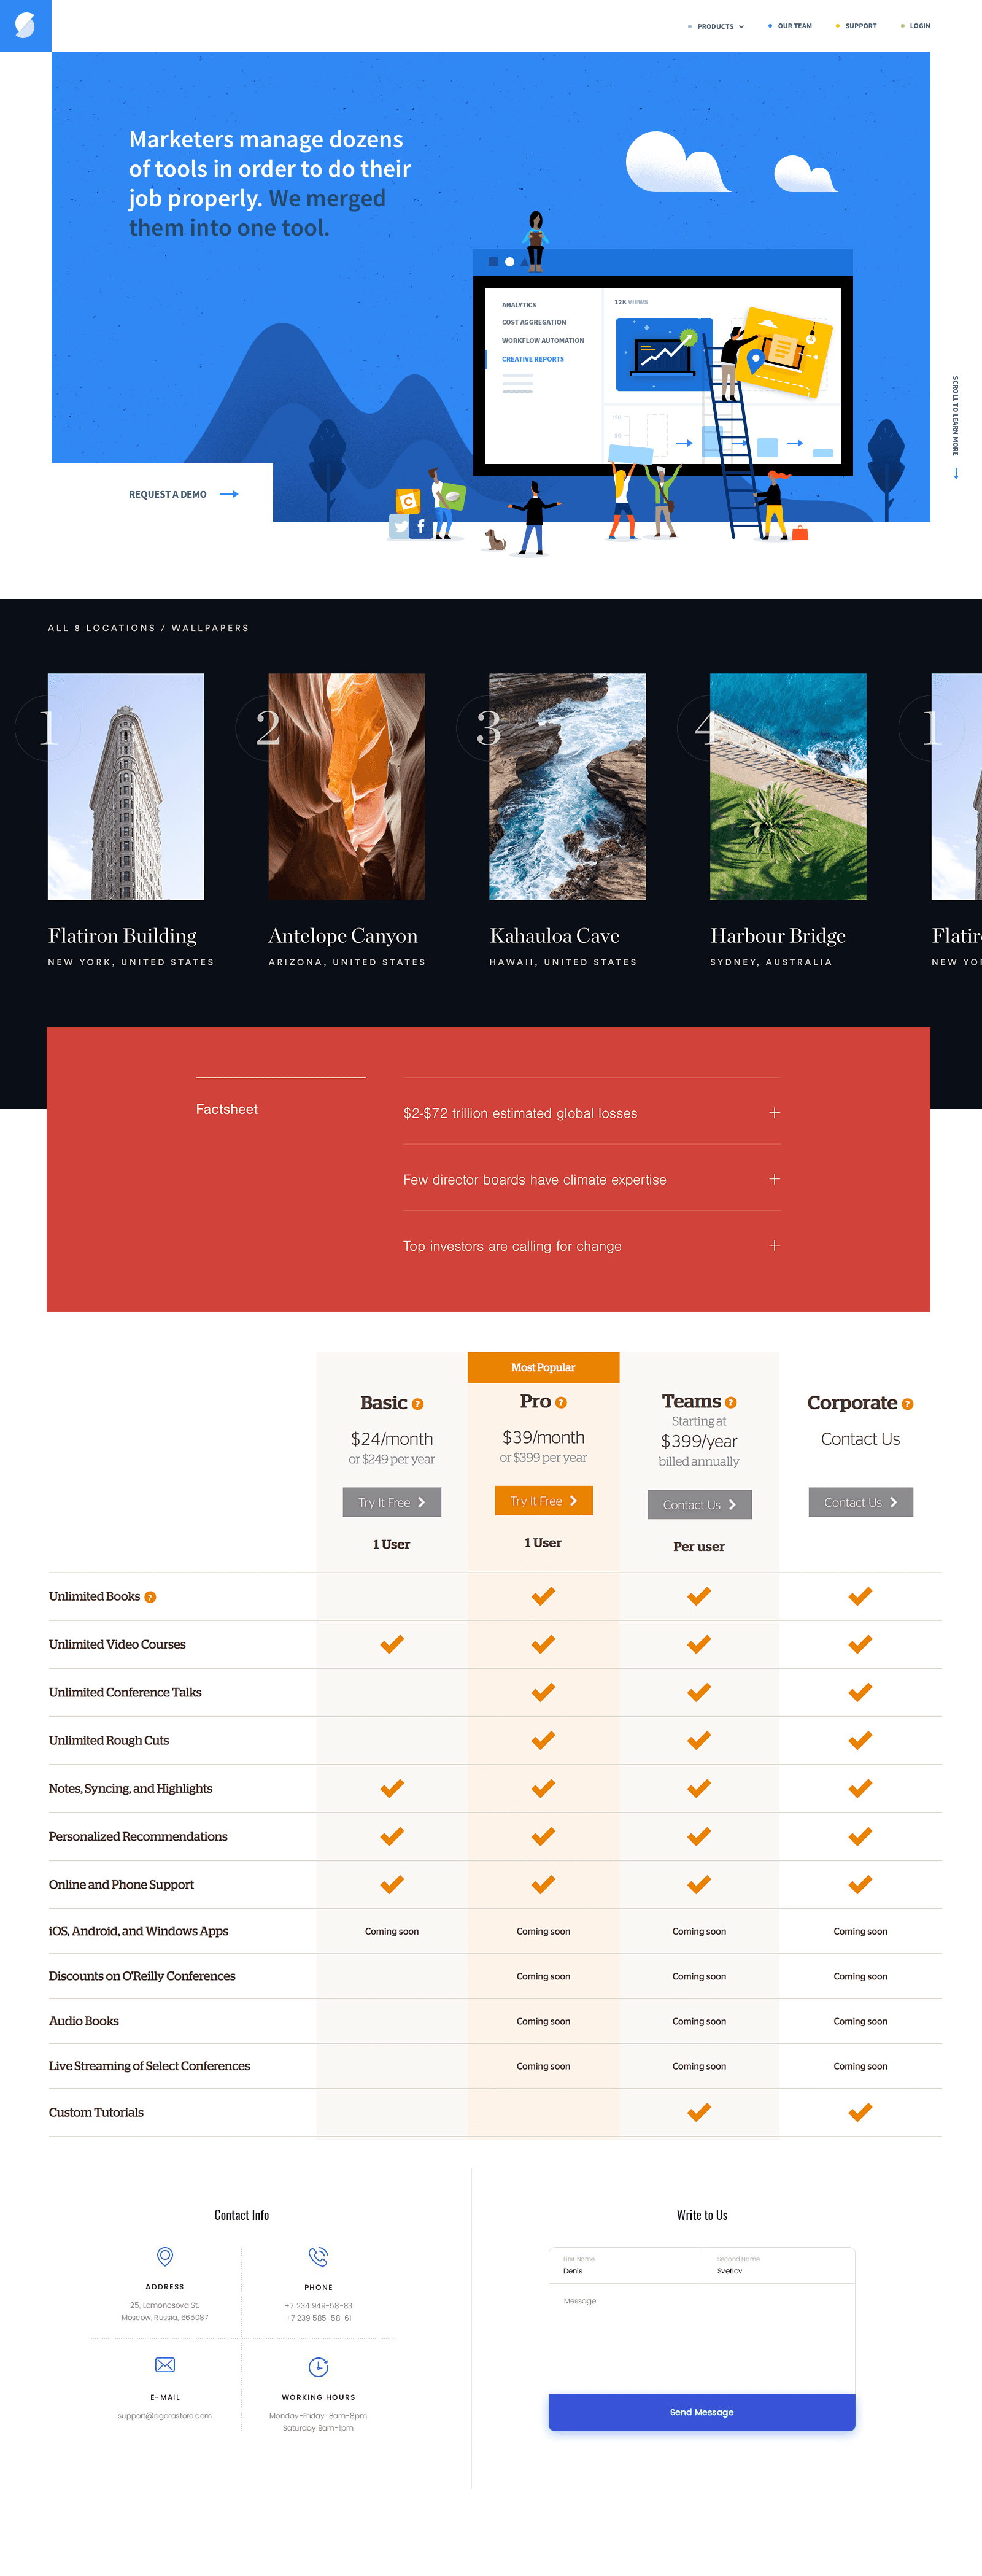 PRODUCTS
OUR TEAM
SUPPORT
LOGIN
Marketers manage dozens
of tools in order to do their
job properly. We merged
them into one tool.
ANALYTICS
COST AGGREGATION
WORKFLOW AUTOMATION
CREATIVE REPORTS
12K VIEWS
150
50
SCROLL TO LEARN MORE
REQUEST A DEMO
ALL 8 LOCATIONS / WALLPAPERS
1
2
3
4
1
Flatiron Building
NEW YORK, UNITED STATES
Antelope Canyon
ARIZONA, UNITED STATES
Kahauloa Cave
HAWAII, UNITED STATES
Harbour Bridge
SYDNEY, AUSTRALIA
Flatir
NEW YO
Factsheet
$2-$72 trillion estimated global losses
Few director boards have climate expertise
Top investors are calling for change
Most Popular
Basic ?
$24/month
or $249 per year
Try It Free
1 User
Pro ?
$39/month
or $399 per year
Try It Free
1 User
Teams ?
Starting at
$399/year
billed annually
Contact Us
Per user
Corporate ?
Contact Us
Contact Us
Unlimited Books ?
Unlimited Video Courses
Unlimited Conference Talks
Unlimited Rough Cuts
Notes, Syncing, and Highlights
Personalized Recommendations
Online and Phone Support
iOS, Android, and Windows Apps Coming soon Coming soon Coming soon Coming soon
Discounts on O'Reilly Conferences Coming soon Coming soon Coming soon
Audio Books Coming soon Coming soon Coming soon
Live Streaming of Select Conferences Coming soon Coming soon Coming soon
Custom Tutorials
Contact Info
ADDRESS
25, Lomonosova St.
Moscow, Russia, 665087
PHONE
+7 234 949-58-83
+7 239 585-58-61
E-MAIL
support@agorastore.com
WORKING HOURS
Monday-Friday: 8am-8pm
Saturday 9am-1pm
Write to Us
First Name
Denis
Second Name
Svetlov
Message
Send Message